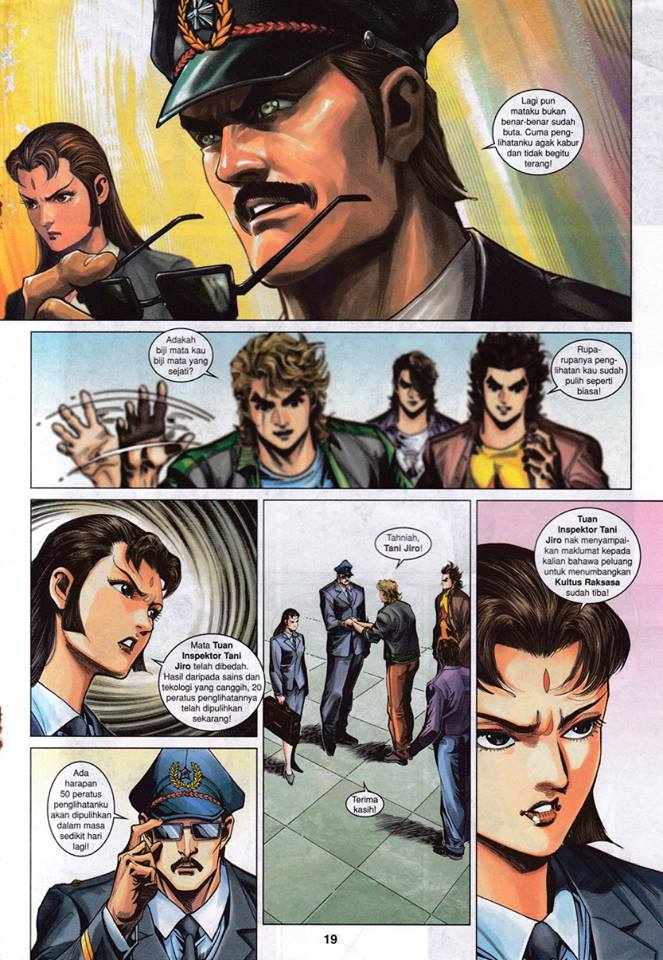 Lagi pun
mataku bukan
benar-benar sudah
buta. Cuma peng-
lihatanku agak kabur
dan tidak begitu
terang!
Adakah
biji mata kau
biji mata yang
sejati?
Rupa-
rupanya peng-
lihatan kau sudah
pulih seperti
biasa!
Mata Tuan
Inspektor Tani
Jiro telah dibedah.
Hasil daripada sains dan
tekologi yang canggih, 20
peratus penglihatannya
telah dipulihkan
sekarang!
Ada
harapan
50 peratus
penglihatanku
akan dipulihkan
dalam masa
sedikit hari
lagi!
Tahniah,
Tani Jiro!
Terima
kasih!
Tuan
Inspektor Tani
Jiro nak menyampai-
kan maklumat kepada
kalian bahawa peluang
untuk menumbangkan
Kultus Raksasa
sudah tiba!
19